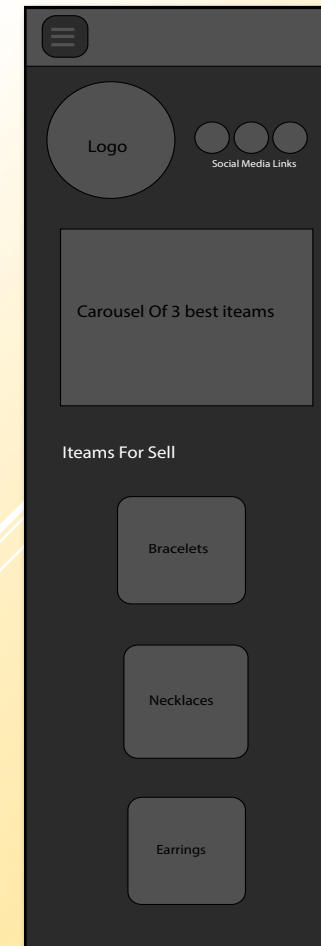 Logo
Social Media Links
Carousel Of 3 best iteams
Iteams For Sell
Bracelets
Necklaces
Earrings